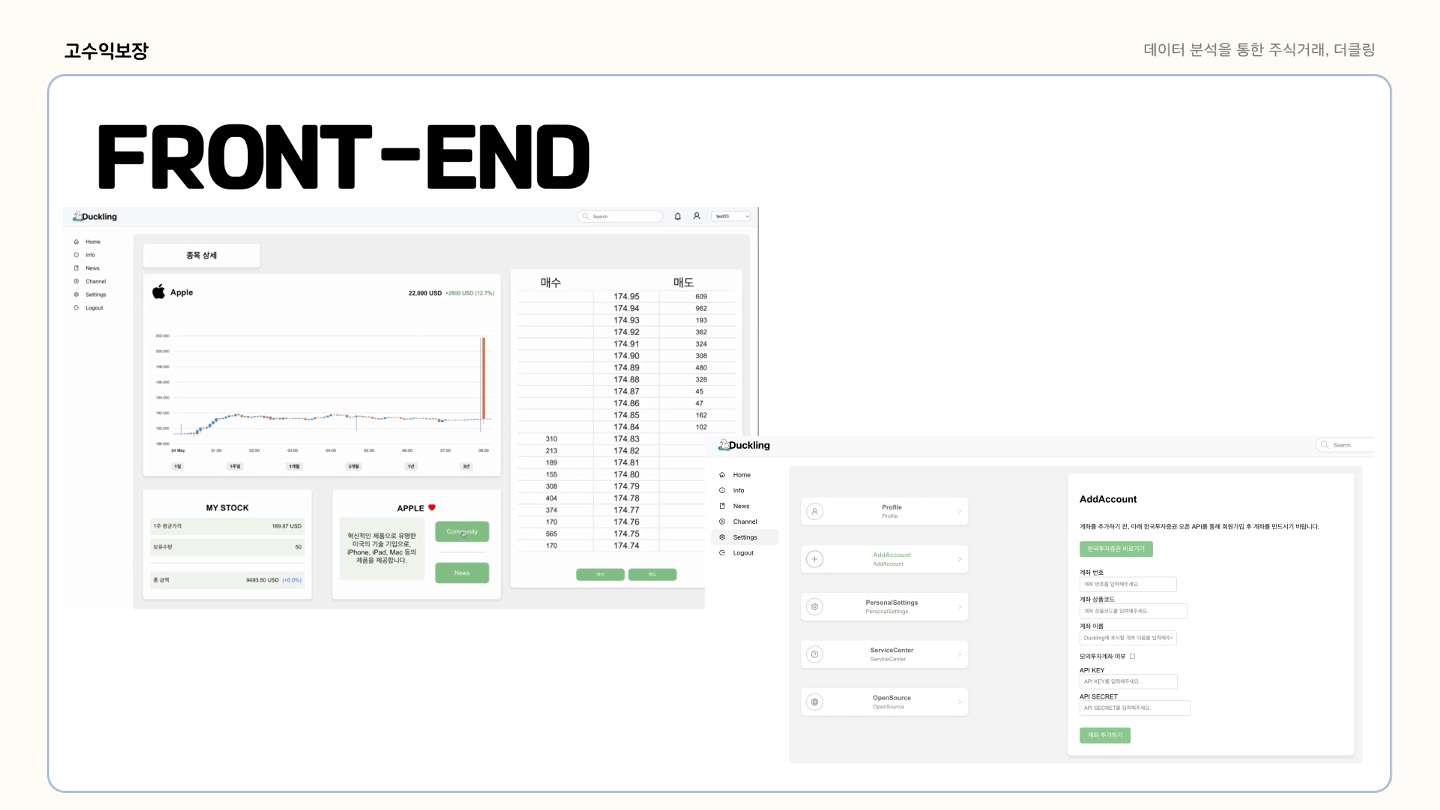 고수익보장
데이터 분석을 통한 주식거래, 더클링
FRONT-END
Duckling
Search
test05
Home
Info
News
Channel
Settings
Logout
종목 상세
Apple
22,000 USD +2800 USD (12.7%)
202.000
200.000
198.000
196.000
194.000
192.000
190.000
188.000
24 May 01:00 02:00 03:00 04:00 05:00 06:00 07:00 08:00
1일 1주일 1개월 3개월 1년 3년
MY STOCK
1주 평균가격 189.87 USD
보유수량 50
총 금액 9493.50 USD (+0.0%)
APPLE
혁신적인 제품으로 유명한
미국의 기술 기업으로,
iPhone, iPad, Mac 등의
제품을 제공합니다.
Community
News
매수 매도
174.95 609
174.94 962
174.93 193
174.92 362
174.91 324
174.90 308
174.89 480
174.88 328
174.87 45
174.86 47
174.85 162
174.84 102
310 174.83
213 174.82
189 174.81
155 174.80
308 174.79
404 174.78
374 174.77
170 174.76
565 174.75
170 174.74
매수 매도
Duckling
Search
Home
Info
News
Channel
Settings
Logout
Profile
Profile
AddAccount
AddAccount
PersonalSettings
PersonalSettings
ServiceCenter
ServiceCenter
OpenSource
OpenSource
AddAccount
계좌를 추가하기 전, 아래 한국투자증권 오픈 API를 통해 회원가입 후 계좌를 만드시기 바랍니다.
한국투자증권 바로가기
계좌 번호
계좌 번호를 입력해주세요.
계좌 상품코드
계좌 상품코드를 입력해주세요.
계좌 이름
Duckling에 표시할 계좌 이름을 입력해주
모의투자계좌 여부
API KEY
API KEY를 입력해주세요.
API SECRET
API SECRET를 입력해주세요.
계좌 추가하기